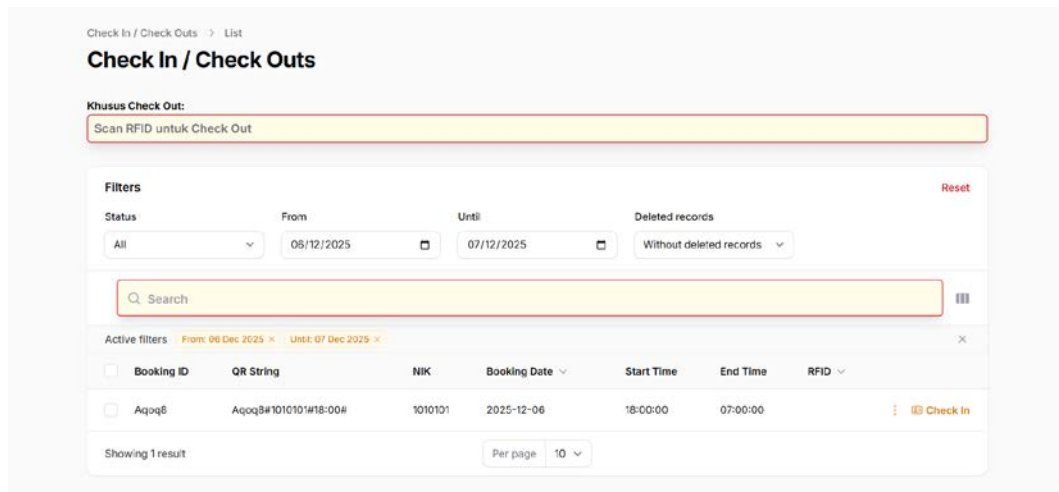 Check In / Check Outs > List
Check In / Check Outs
Khusus Check Out:
Scan RFID untuk Check Out
Filters Reset
Status From Until Deleted records
All 06/12/2025 07/12/2025 Without deleted records
Search
Active filters From: 06 Dec 2025 × Until: 07 Dec 2025 ×
Booking ID QR String NIK Booking Date Start Time End Time RFID
Aqoq8 Aqoq8#1010101#18:00# 1010101 2025-12-06 18:00:00 07:00:00 Check In
Showing 1 result Per page 10